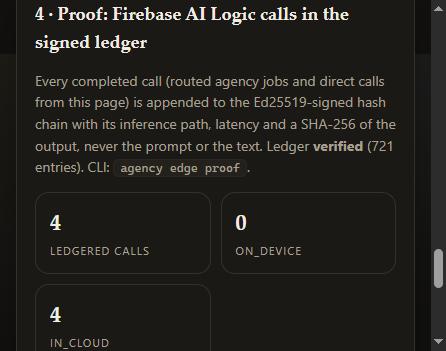 4 · Proof: Firebase AI Logic calls in the
signed ledger
Every completed call (routed agency jobs and direct calls
from this page) is appended to the Ed25519-signed hash
chain with its inference path, latency and a SHA-256 of the
output, never the prompt or the text. Ledger verified (721
entries). CLI: agency edge proof.
4
LEDGERED CALLS
0
ON_DEVICE
4
IN_CLOUD